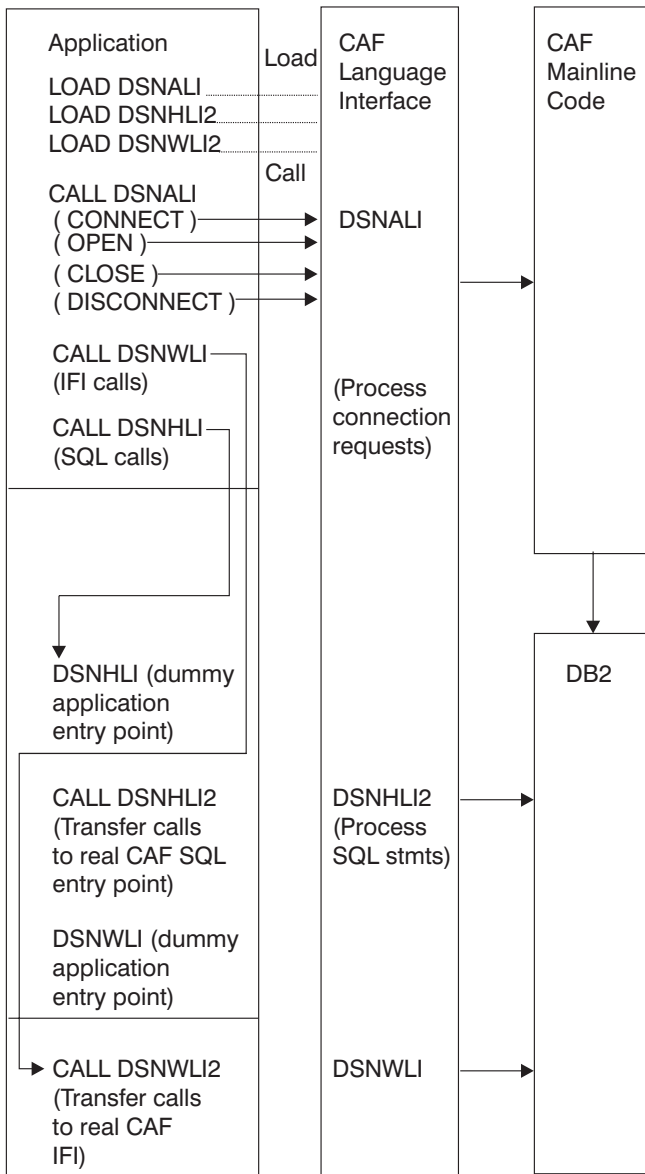 Application
LOAD DSNALI
LOAD DSNHLI2
LOAD DSNWLI2
Load
CAF
Language
Interface
CAF
Mainline
Code
Call
CALL DSNALI
( CONNECT )
( OPEN )
( CLOSE )
( DISCONNECT )
DSNALI
CALL DSNWLI
(IFI calls)
CALL DSNHLI
(SQL calls)
(Process
connection
requests)
DSNHLI (dummy
application
entry point)
DB2
CALL DSNHLI2
(Transfer calls
to real CAF SQL
entry point)
DSNHLI2
(Process
SQL stmts)
DSNWLI (dummy
application
entry point)
CALL DSNWLI2
(Transfer calls
to real CAF
IFI)
DSNWLI